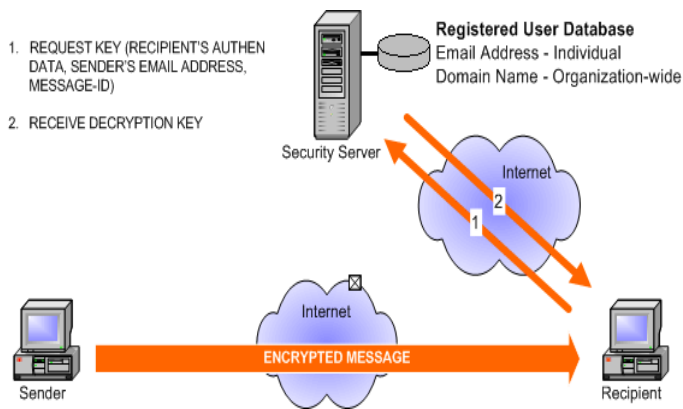 Registered User Database
Email Address - Individual
Domain Name - Organization-wide
1. REQUEST KEY (RECIPIENT'S AUTHEN
DATA, SENDER'S EMAIL ADDRESS,
MESSAGE-ID)
2. RECEIVE DECRYPTION KEY
Security Server
Internet
2
1
Internet
ENCRYPTED MESSAGE
Sender
Recipient